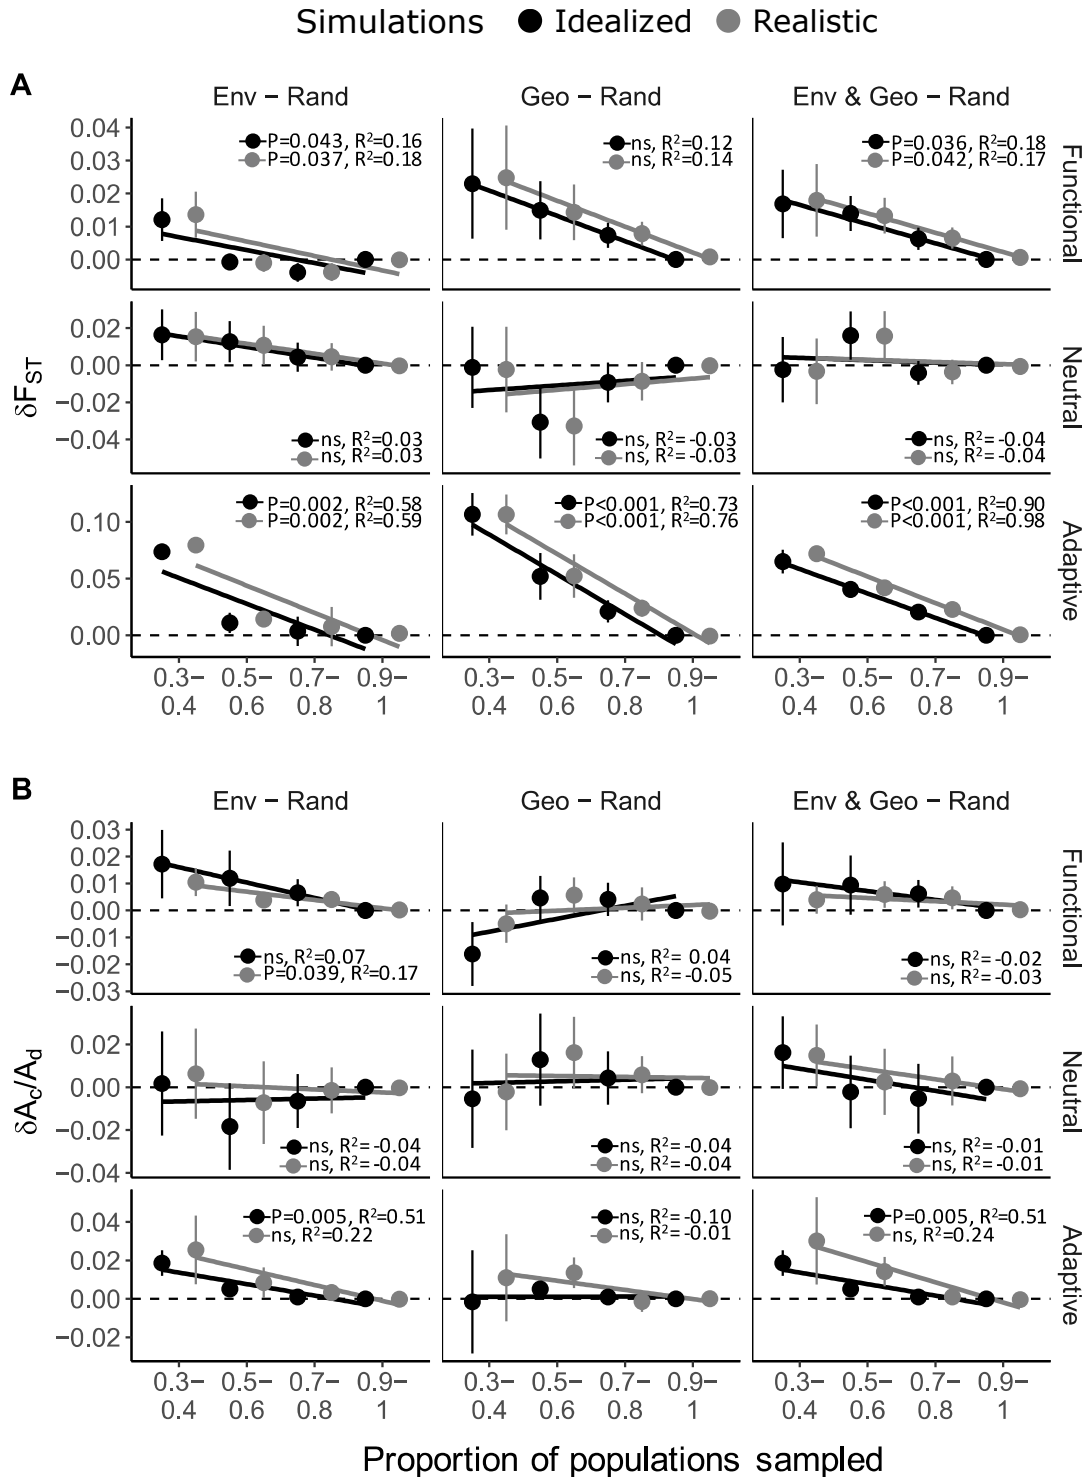 Simulations Idealized Realistic
A
Env – Rand
Geo – Rand
Env & Geo – Rand
δFST
0.04
0.03
0.02
0.01
0.00
P=0.043, R²=0.16
P=0.037, R²=0.18
ns, R²=0.12
ns, R²=0.14
P=0.036, R²=0.18
P=0.042, R²=0.17
Functional
0.02
0.00
−0.02
−0.04
ns, R²=0.03
ns, R²=0.03
ns, R²= -0.03
ns, R²= -0.03
ns, R²= -0.04
ns, R²= -0.04
Neutral
0.10
0.05
0.00
P=0.002, R²=0.58
P=0.002, R²=0.59
P<0.001, R²=0.73
P<0.001, R²=0.76
P<0.001, R²=0.90
P<0.001, R²=0.98
Adaptive
0.3– 0.5– 0.7– 0.9– 0.3– 0.5– 0.7– 0.9– 0.3– 0.5– 0.7– 0.9–
0.4 0.6 0.8 1 0.4 0.6 0.8 1 0.4 0.6 0.8 1
B
Env – Rand
Geo – Rand
Env & Geo – Rand
δAc/Ad
0.03
0.02
0.01
0.00
−0.01
−0.02
−0.03
ns, R²=0.07
P=0.039, R²=0.17
ns, R²= 0.04
ns, R²= -0.05
ns, R²= -0.02
ns, R²= -0.03
Functional
0.02
0.00
−0.02
−0.04
ns, R²= -0.04
ns, R²= -0.04
ns, R²= -0.04
ns, R²= -0.04
ns, R²= -0.01
ns, R²= -0.01
Neutral
0.04
0.02
0.00
−0.02
P=0.005, R²=0.51
ns, R²=0.22
ns, R²= -0.10
ns, R²= -0.01
P=0.005, R²=0.51
ns, R²=0.24
Adaptive
0.3– 0.5– 0.7– 0.9– 0.3– 0.5– 0.7– 0.9– 0.3– 0.5– 0.7– 0.9–
0.4 0.6 0.8 1 0.4 0.6 0.8 1 0.4 0.6 0.8 1
Proportion of populations sampled